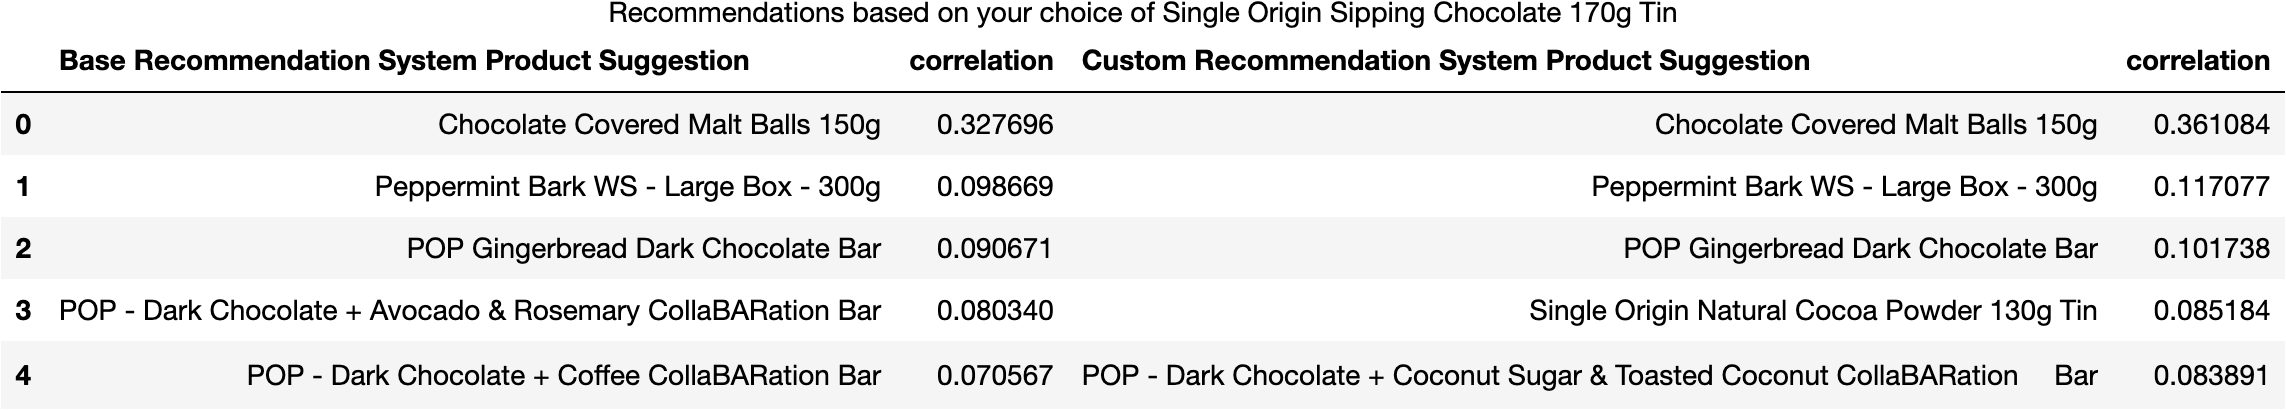 Recommendations based on your choice of Single Origin Sipping Chocolate 170g Tin
Base Recommendation System Product Suggestion correlation Custom Recommendation System Product Suggestion correlation
0 Chocolate Covered Malt Balls 150g 0.327696 Chocolate Covered Malt Balls 150g 0.361084
1 Peppermint Bark WS - Large Box - 300g 0.098669 Peppermint Bark WS - Large Box - 300g 0.117077
2 POP Gingerbread Dark Chocolate Bar 0.090671 POP Gingerbread Dark Chocolate Bar 0.101738
3 POP - Dark Chocolate + Avocado & Rosemary CollaBARation Bar 0.080340 Single Origin Natural Cocoa Powder 130g Tin 0.085184
4 POP - Dark Chocolate + Coffee CollaBARation Bar 0.070567 POP - Dark Chocolate + Coconut Sugar & Toasted Coconut CollaBARation Bar 0.083891